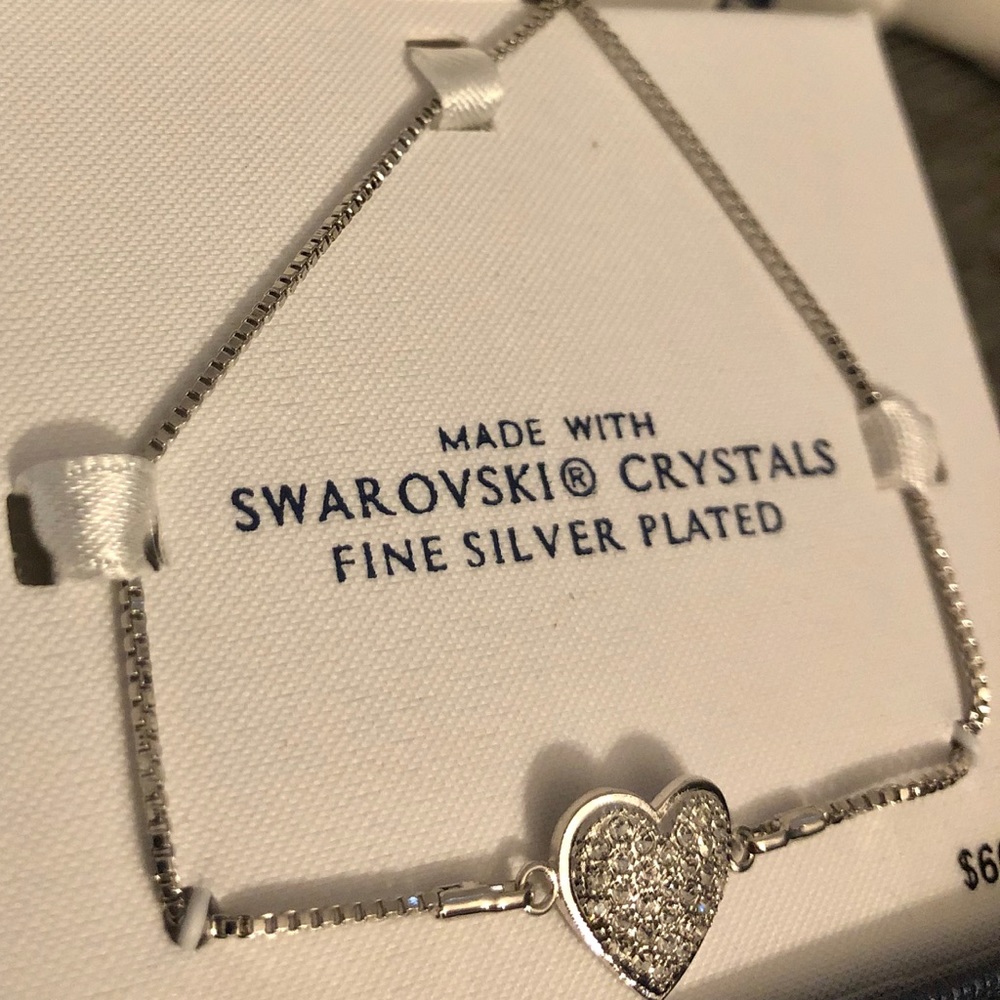 MADE WITH
SWAROVSKI® CRYSTALS
FINE SILVER PLATED